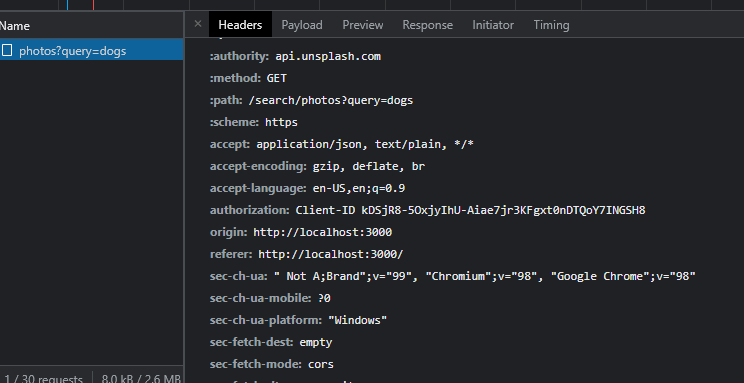 Name
photos?query=dogs
1 / 30 requests 8.0 kB / 2.6 MB
× Headers Payload Preview Response Initiator Timing
:authority: api.unsplash.com
:method: GET
:path: /search/photos?query=dogs
:scheme: https
accept: application/json, text/plain, */*
accept-encoding: gzip, deflate, br
accept-language: en-US,en;q=0.9
authorization: Client-ID kDSjR8-5OxjyIhU-Aiae7jr3KFgxt0nDTQoY7INGSH8
origin: http://localhost:3000
referer: http://localhost:3000/
sec-ch-ua: " Not A;Brand";v="99", "Chromium";v="98", "Google Chrome";v="98"
sec-ch-ua-mobile: ?0
sec-ch-ua-platform: "Windows"
sec-fetch-dest: empty
sec-fetch-mode: cors